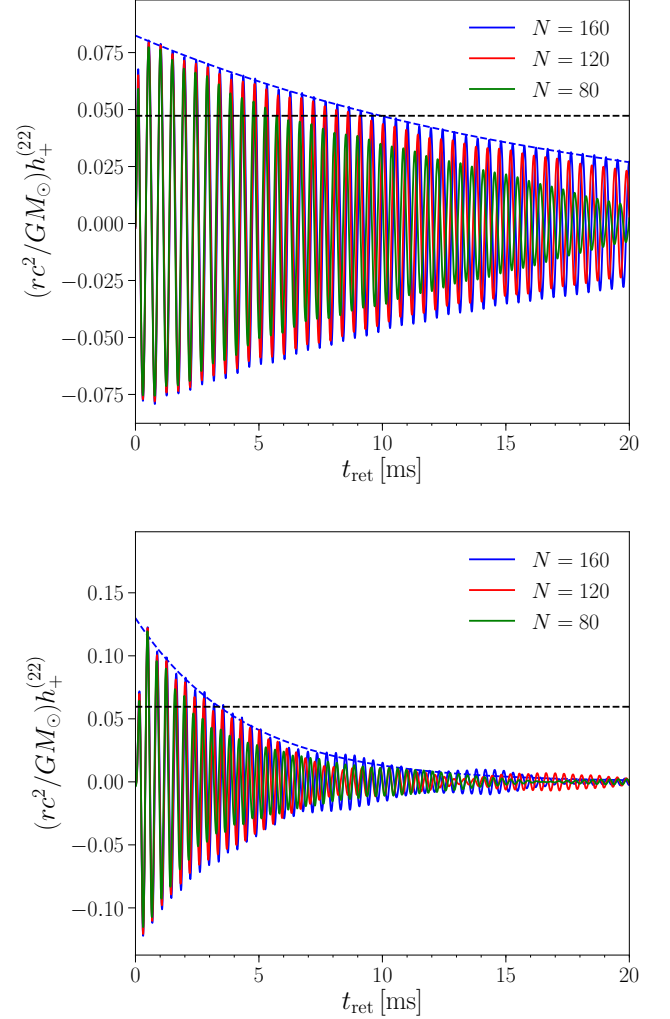 N = 160
N = 120
N = 80
0.075
0.050
0.025
0.000
−0.025
−0.050
−0.075
(rc²/GM⊙)h₊⁽²²⁾
0 5 10 15 20
t_ret [ms]
N = 160
N = 120
N = 80
0.15
0.10
0.05
0.00
−0.05
−0.10
(rc²/GM⊙)h₊⁽²²⁾
0 5 10 15 20
t_ret [ms]